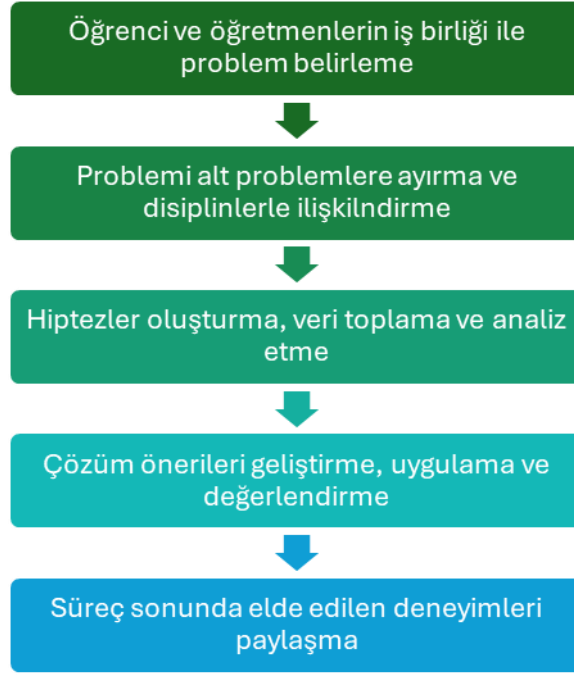 Öğrenci ve öğretmenlerin iş birliği ile
problem belirleme
Problemi alt problemlere ayırma ve
disiplinlerle ilişkilndirme
Hiptezler oluşturma, veri toplama ve analiz
etme
Çözüm önerileri geliştirme, uygulama ve
değerlendirme
Süreç sonunda elde edilen deneyimleri
paylaşma